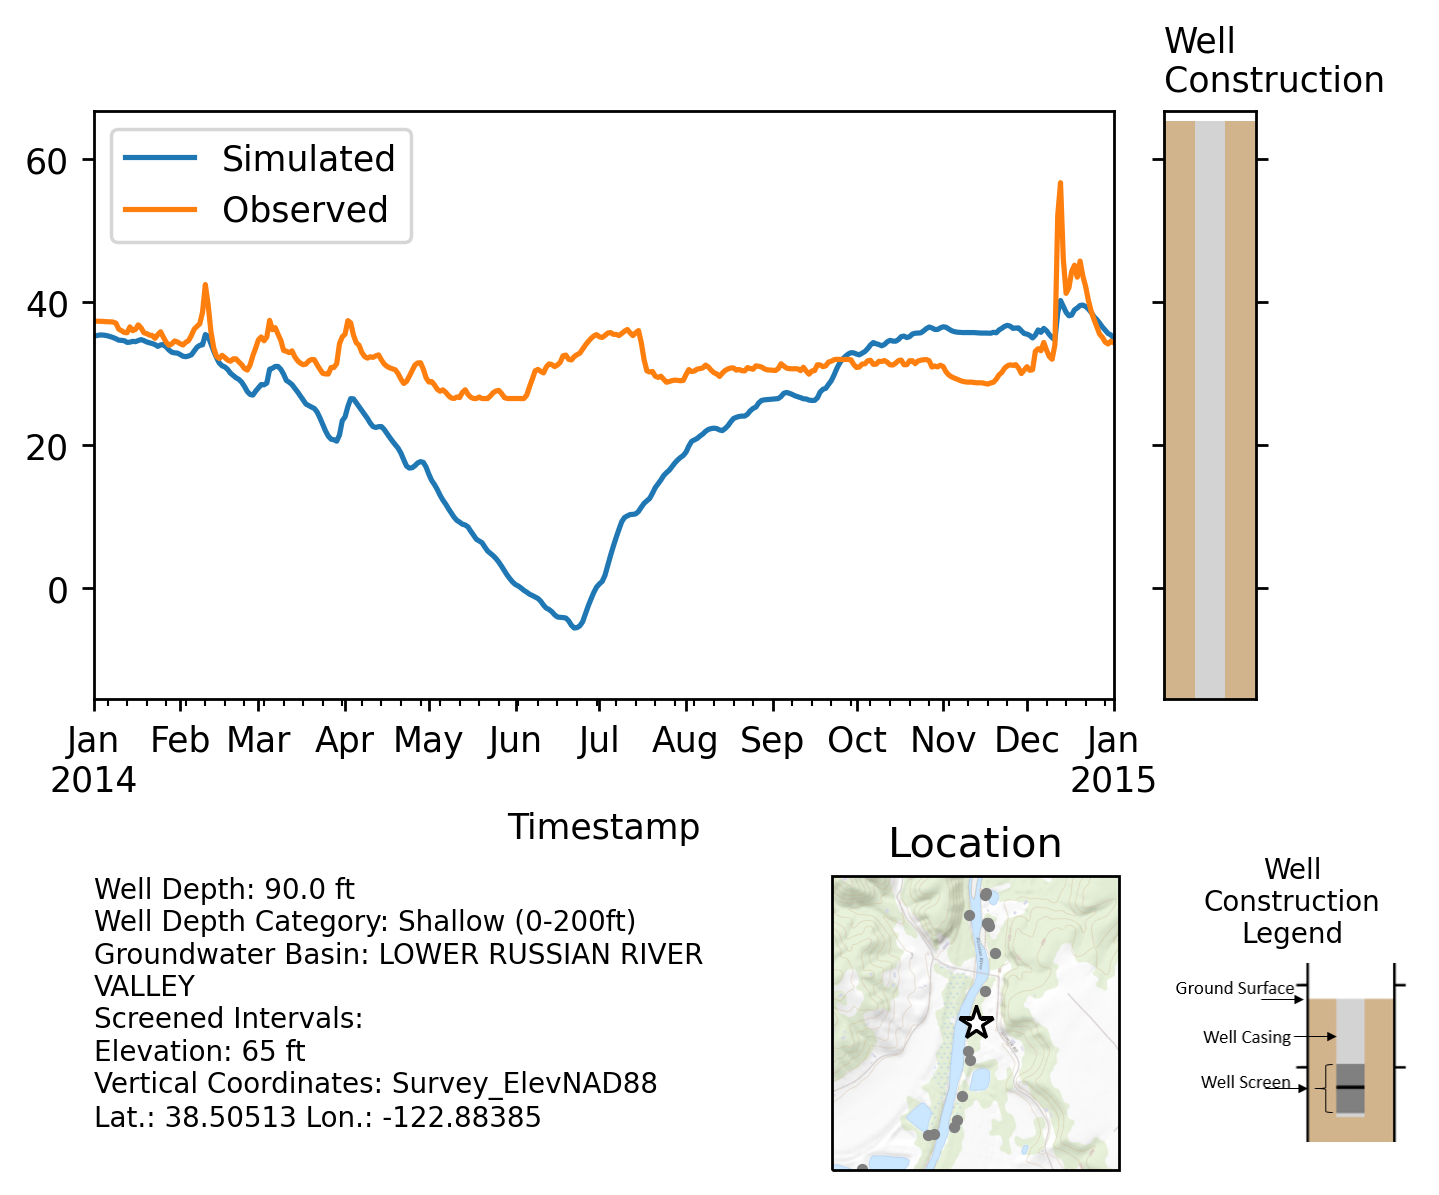 Well
Construction
Simulated
Observed
60
40
20
0
Jan Feb Mar Apr May Jun Jul Aug Sep Oct Nov Dec Jan
2014 2015
Timestamp
Well Depth: 90.0 ft
Well Depth Category: Shallow (0-200ft)
Groundwater Basin: LOWER RUSSIAN RIVER
VALLEY
Screened Intervals:
Elevation: 65 ft
Vertical Coordinates: Survey_ElevNAD88
Lat.: 38.50513 Lon.: -122.88385
Location
Well
Construction
Legend
Ground Surface
Well Casing
Well Screen